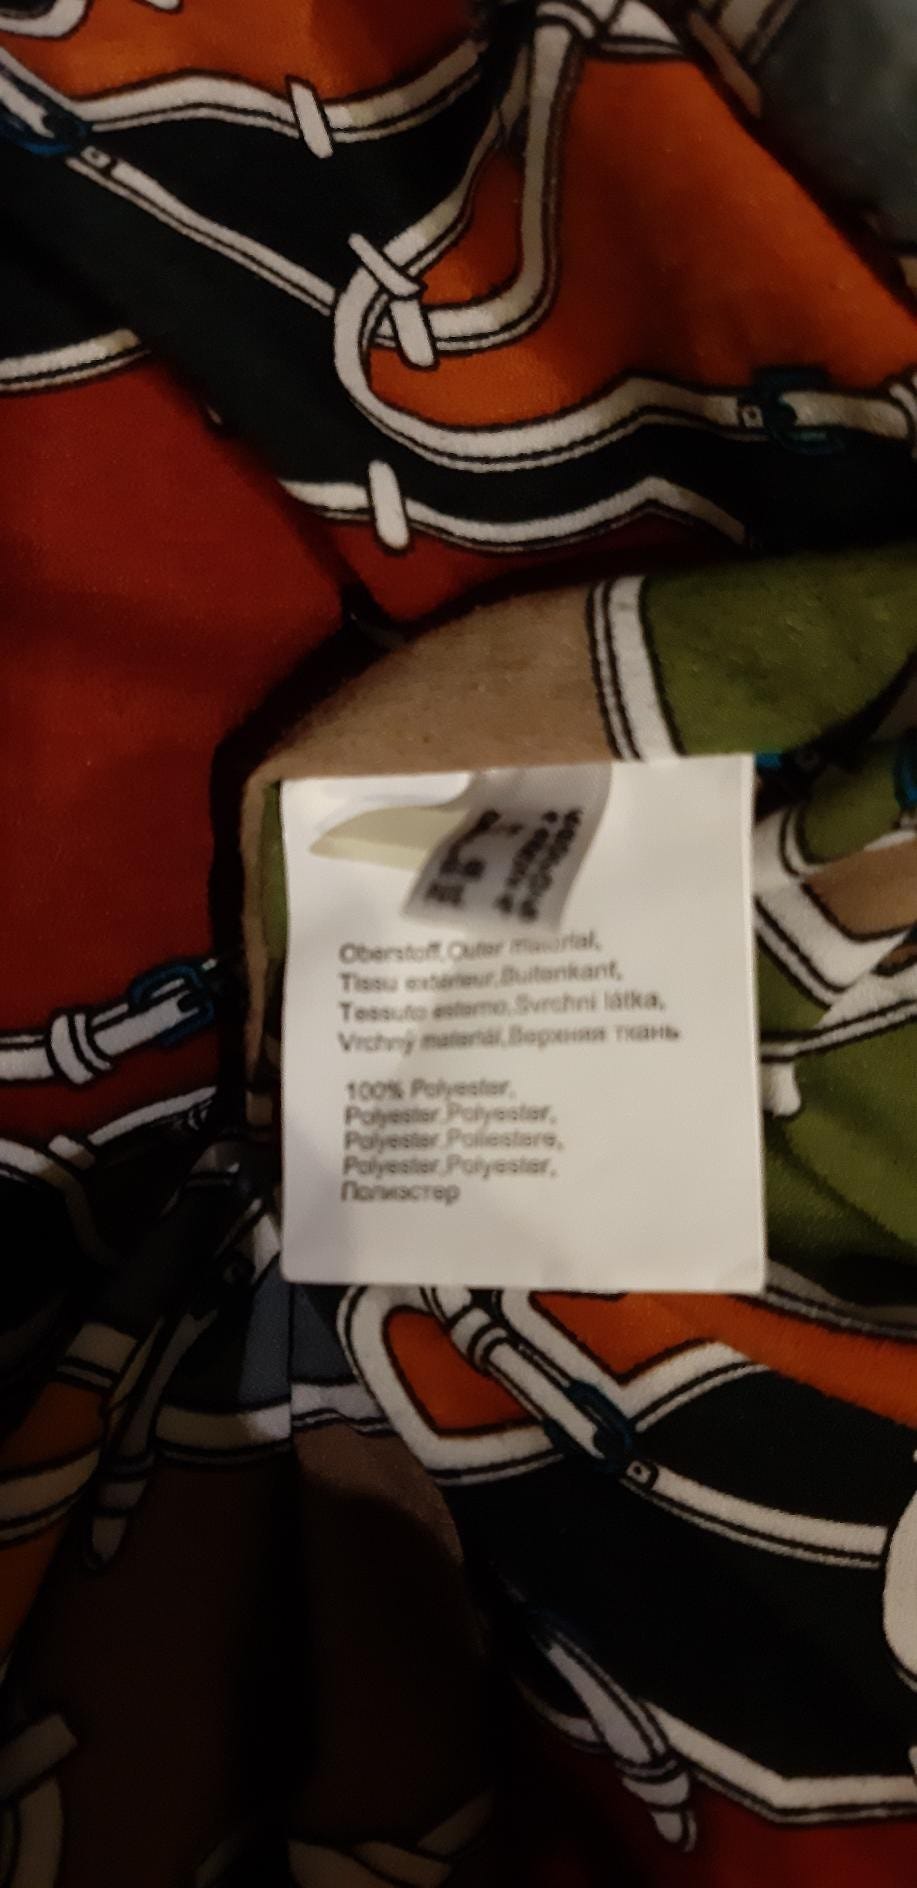 Oberstoff,Outer material,
Tissu extérieur,Buitenkant,
Tessuto esterno,Svrchní látka,
Vrchný materiál,Верхняя ткань
100% Polyester,
Polyester,Polyester,
Polyester,Poliestere,
Polyester,Polyester,
Полиэстер